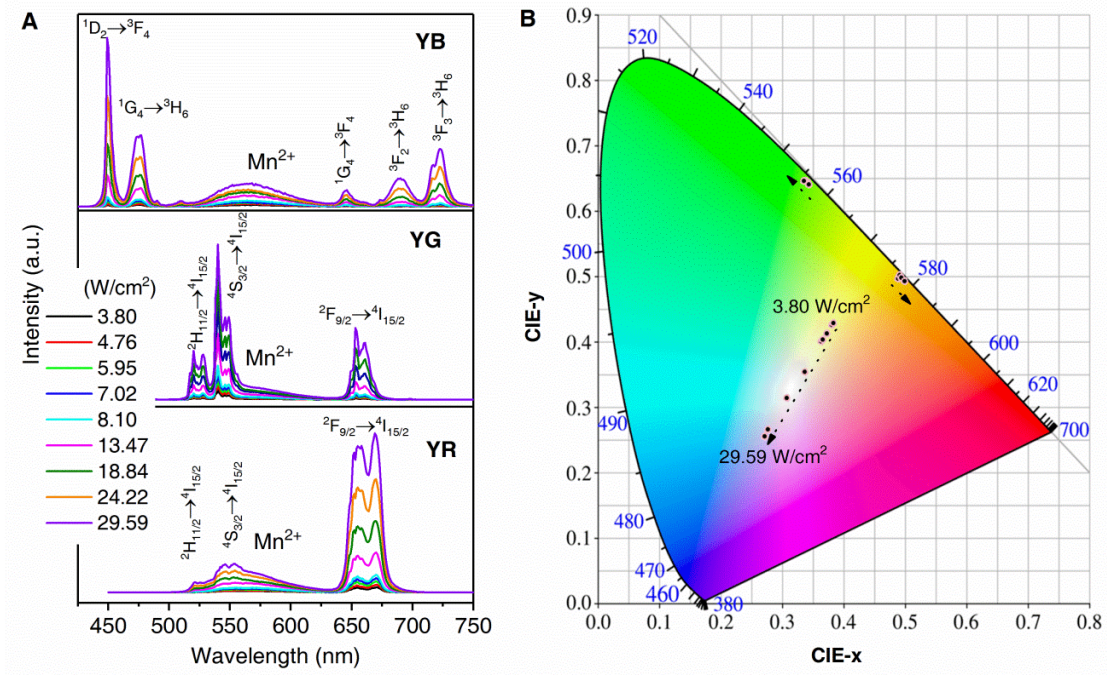 A
¹D₂→³F₄
YB
¹G₄→³H₆
Mn²⁺
¹G₄→³F₄
³F₂→³H₆
³F₃→³H₆
YG
²H₁₁/₂→⁴I₁₅/₂
⁴S₃/₂→⁴I₁₅/₂
Mn²⁺
²F₉/₂→⁴I₁₅/₂
YR
²H₁₁/₂→⁴I₁₅/₂
⁴S₃/₂→⁴I₁₅/₂
Mn²⁺
²F₉/₂→⁴I₁₅/₂
Intensity (a.u.)
(W/cm²)
3.80
4.76
5.95
7.02
8.10
13.47
18.84
24.22
29.59
450 500 550 600 650 700 750
Wavelength (nm)
B
CIE-y
0.9
0.8
0.7
0.6
0.5
0.4
0.3
0.2
0.1
0.0
520
540
560
580
600
620
700
500
490
480
470
460
380
3.80 W/cm²
29.59 W/cm²
0.0 0.1 0.2 0.3 0.4 0.5 0.6 0.7 0.8
CIE-x